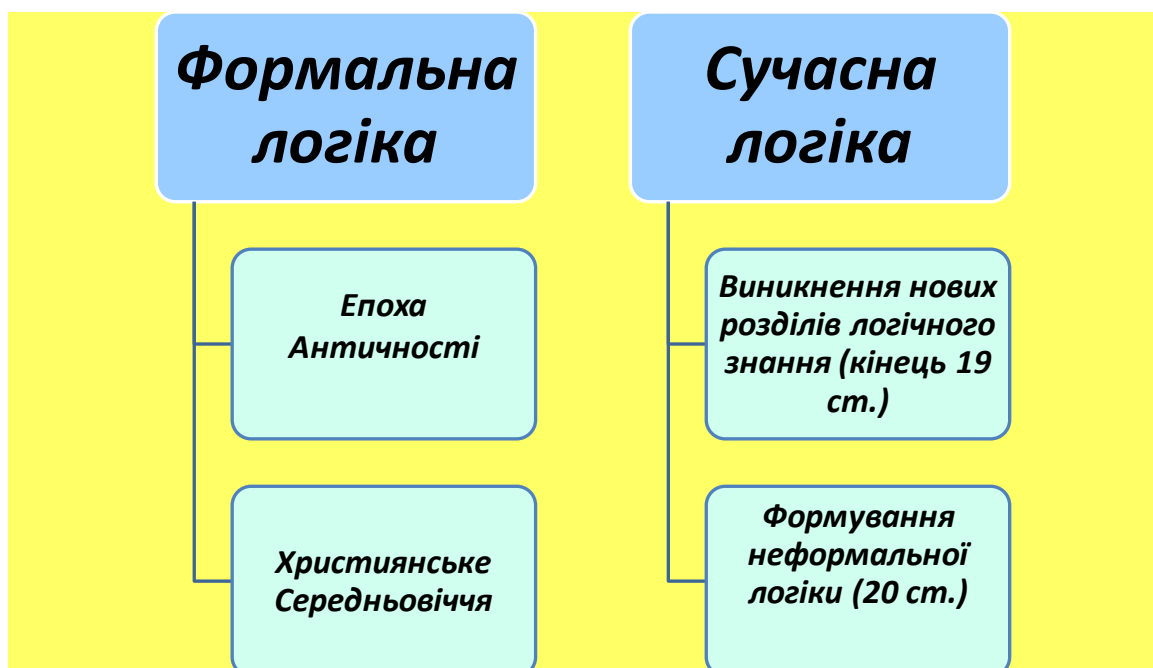 Формальна
логіка
Епоха
Античності
Християнське
Середньовіччя
Сучасна
логіка
Виникнення нових
розділів логічного
знання (кінець 19
ст.)
Формування
неформальної
логіки (20 ст.)